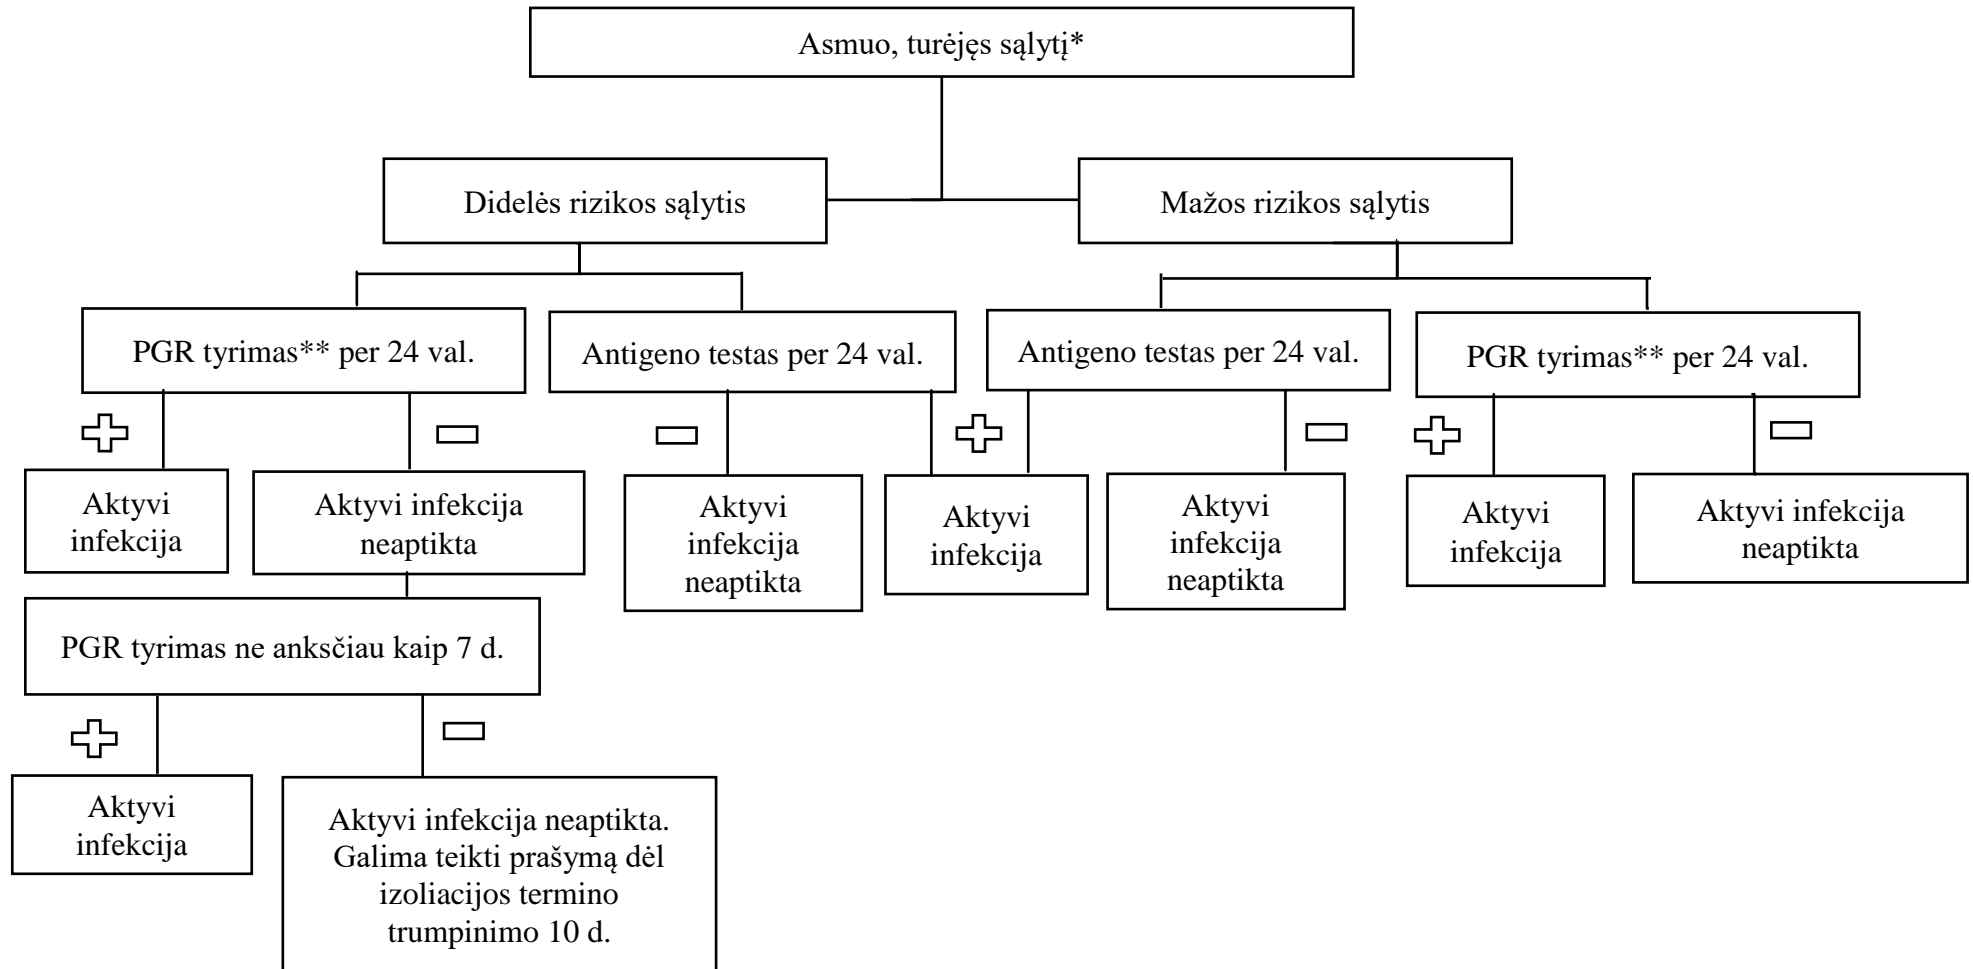 Asmuo, turėjęs sąlytį*
Didelės rizikos sąlytis
Mažos rizikos sąlytis
PGR tyrimas** per 24 val.
Antigeno testas per 24 val.
Antigeno testas per 24 val.
PGR tyrimas** per 24 val.
Aktyvi
infekcija
Aktyvi infekcija
neaptikta
Aktyvi
infekcija
neaptikta
Aktyvi
infekcija
Aktyvi
infekcija
neaptikta
Aktyvi
infekcija
Aktyvi infekcija
neaptikta
PGR tyrimas ne anksčiau kaip 7 d.
Aktyvi
infekcija
Aktyvi infekcija neaptikta.
Galima teikti prašymą dėl
izoliacijos termino
trumpinimo 10 d.